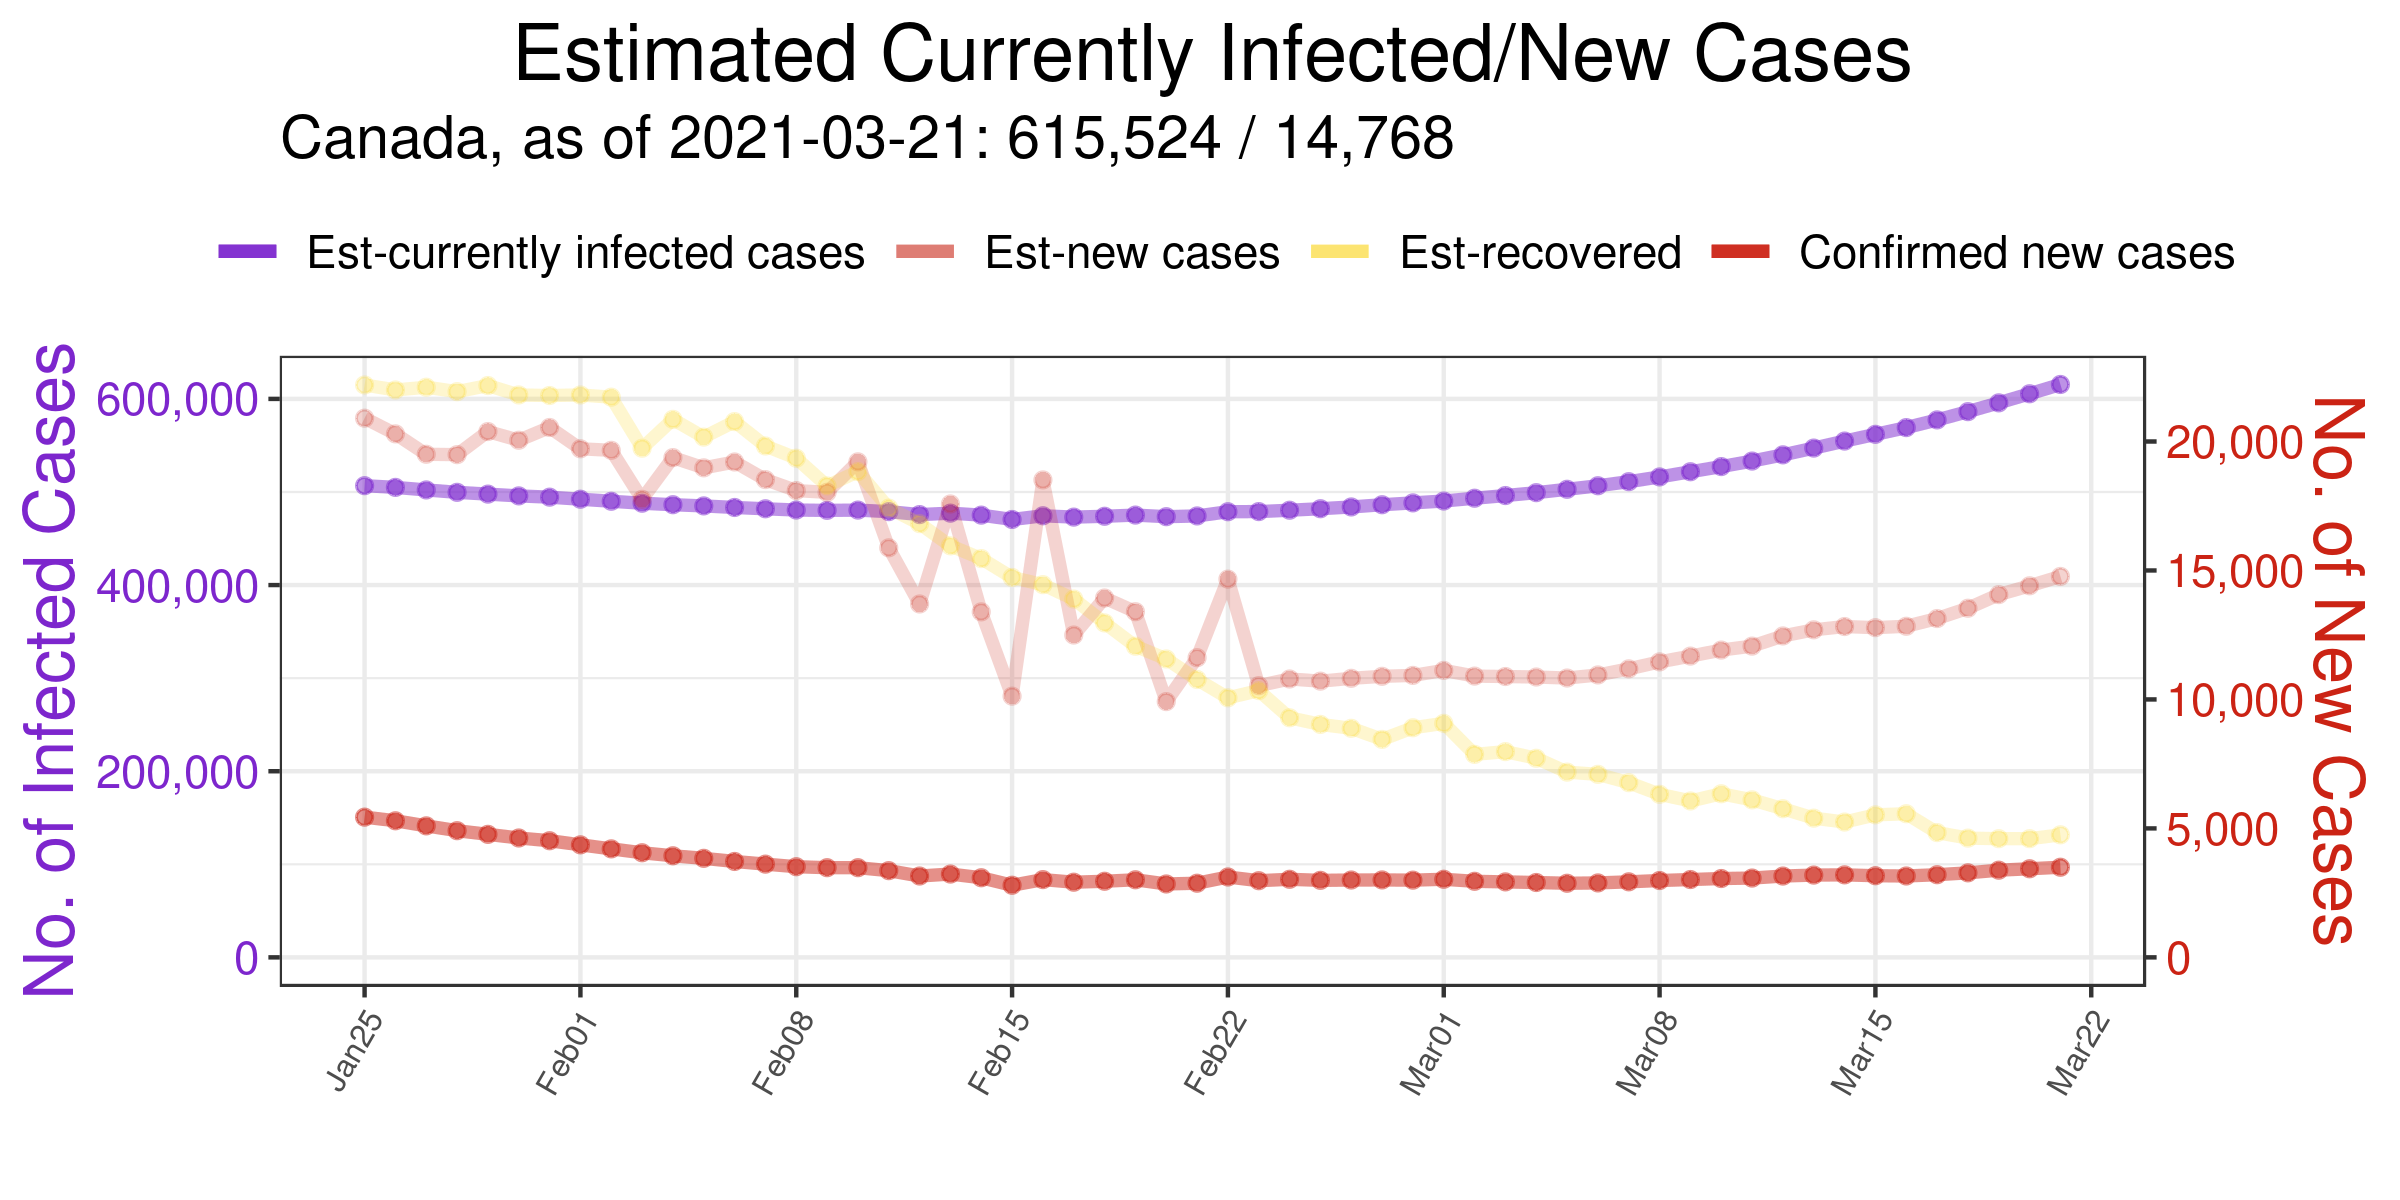 Estimated Currently Infected/New Cases
Canada, as of 2021-03-21: 615,524 / 14,768
Est-currently infected cases Est-new cases Est-recovered Confirmed new cases
No. of Infected Cases
600,000
400,000
200,000
0
20,000
15,000
10,000
5,000
0
No. of New Cases
Jan25 Feb01 Feb08 Feb15 Feb22 Mar01 Mar08 Mar15 Mar22